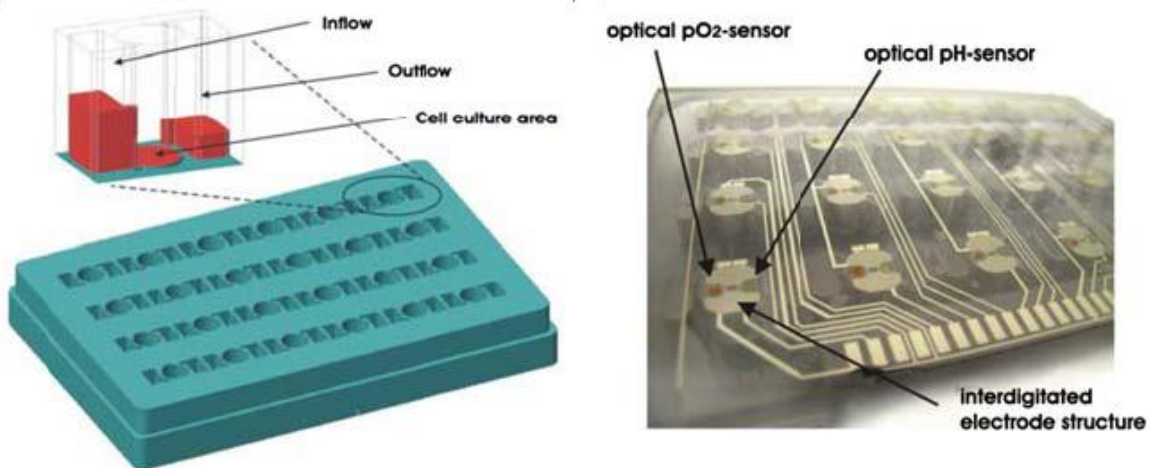 Inflow
Outflow
Cell culture area
optical pO2-sensor
optical pH-sensor
interdigitated
electrode structure